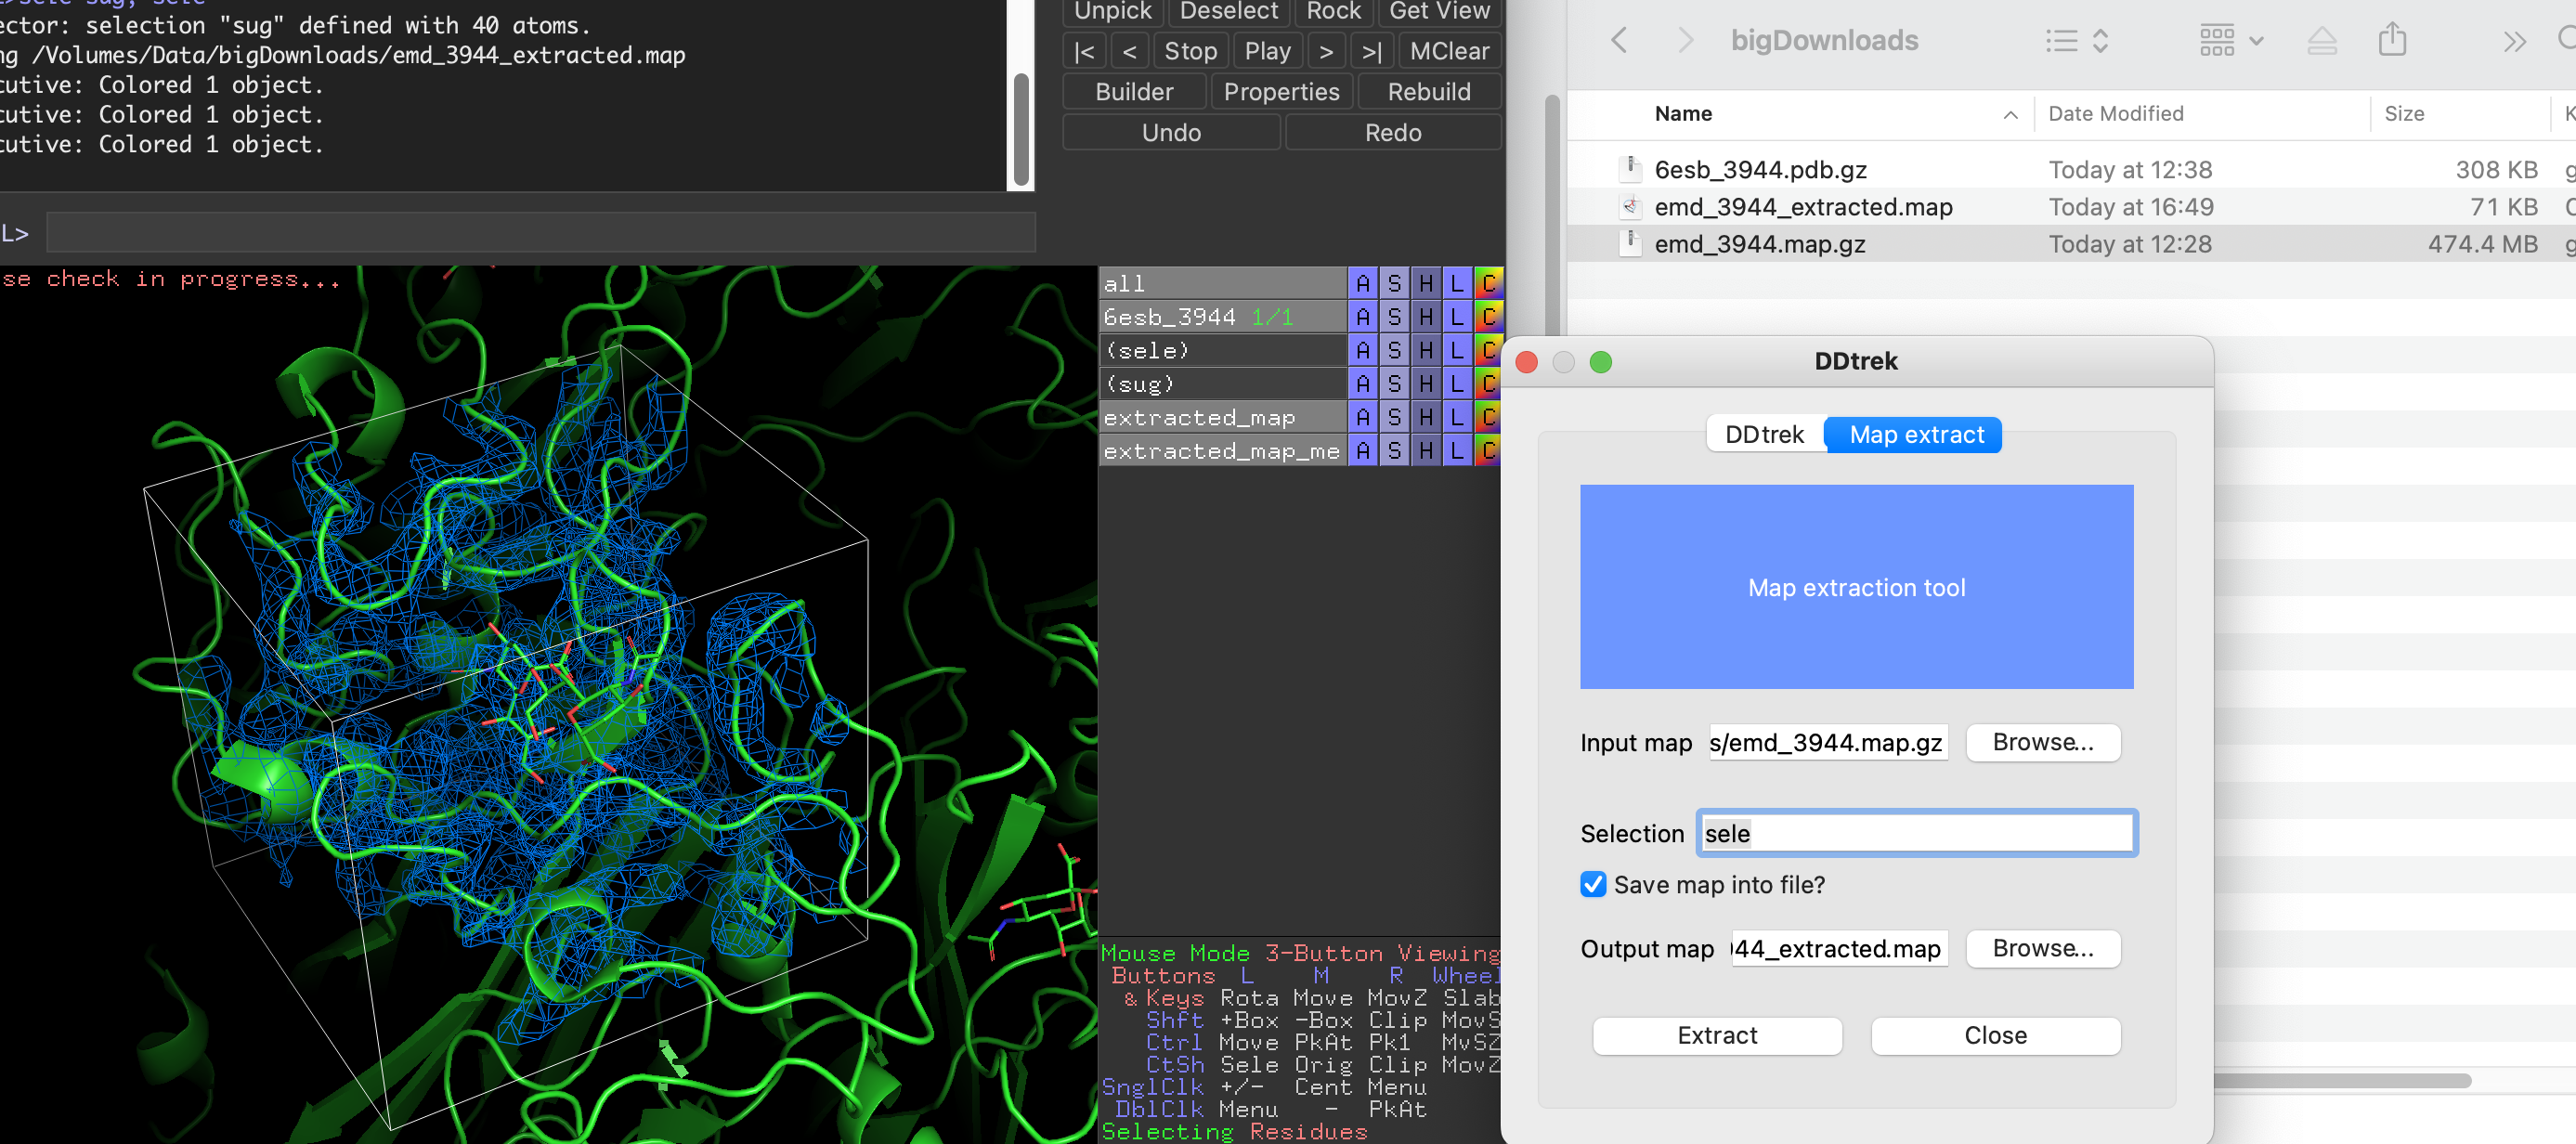 ector: selection "sug" defined with 40 atoms.
ng /Volumes/Data/bigDownloads/emd_3944_extracted.map
cutive: Colored 1 object.
cutive: Colored 1 object.
cutive: Colored 1 object.
L>
Unpick Deselect Rock Get View
|< < Stop Play > >| MClear
Builder Properties Rebuild
Undo Redo
se check in progress...
all A S H L C
6esb_3944 1/1 A S H L C
(sele) A S H L C
(sug) A S H L C
extracted_map A S H L C
extracted_map_me A S H L C
Mouse Mode 3-Button Viewing
Buttons L M R Wheel
& Keys Rota Move MovZ Slab
Shft +Box -Box Clip MovS
Ctrl Move PkAt Pk1 MvSZ
CtSh Sele Orig Clip MovZ
SnglClk +/- Cent Menu
DblClk Menu - PkAt
Selecting Residues
bigDownloads
Name Date Modified Size K
6esb_3944.pdb.gz Today at 12:38 308 KB g
emd_3944_extracted.map Today at 16:49 71 KB
emd_3944.map.gz Today at 12:28 474.4 MB g
DDtrek
DDtrek Map extract
Map extraction tool
Input map s/emd_3944.map.gz Browse...
Selection sele
Save map into file?
Output map 44_extracted.map Browse...
Extract Close